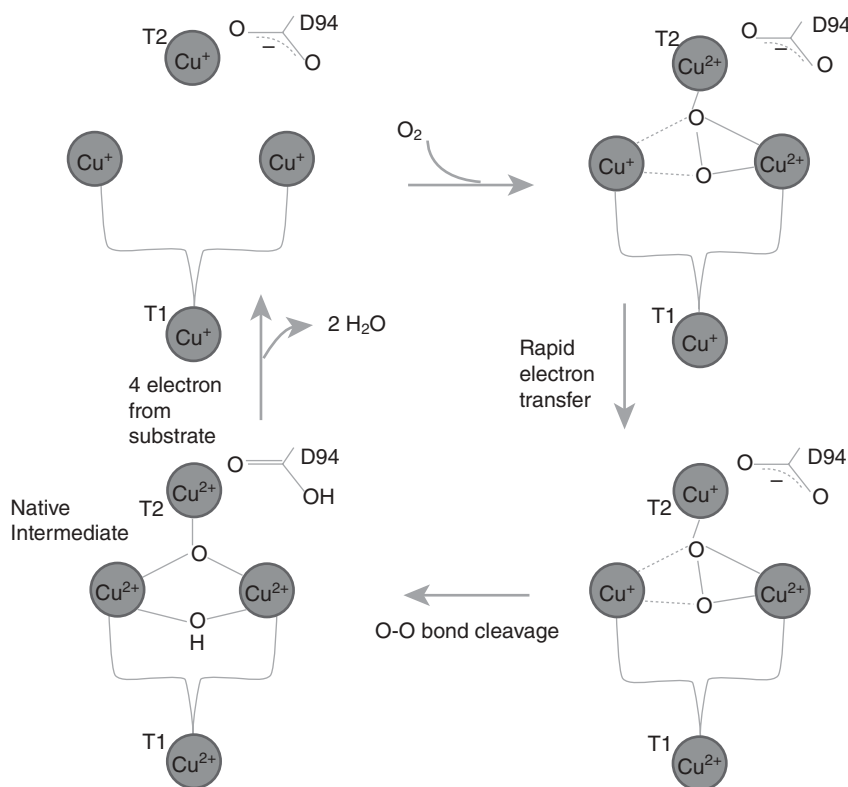 T2
Cu⁺
O
–
O
D94
Cu⁺
Cu⁺
T1
Cu⁺
O₂
T2
Cu²⁺
O
–
O
D94
O
O
Cu⁺
Cu²⁺
T1
Cu⁺
2 H₂O
4 electron
from
substrate
Rapid
electron
transfer
Native
Intermediate
T2
Cu²⁺
O
OH
D94
O
Cu²⁺
Cu²⁺
O
H
T1
Cu²⁺
O-O bond cleavage
T2
Cu⁺
O
–
O
D94
O
O
Cu⁺
Cu²⁺
T1
Cu²⁺